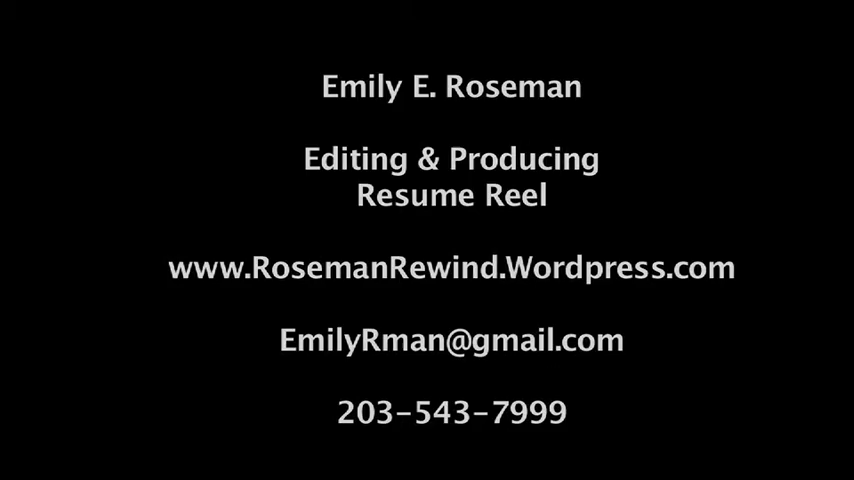 Emily E. Roseman
Editing & Producing
Resume Reel
www.RosemanRewind.Wordpress.com
EmilyRman@gmail.com
203-543-7999